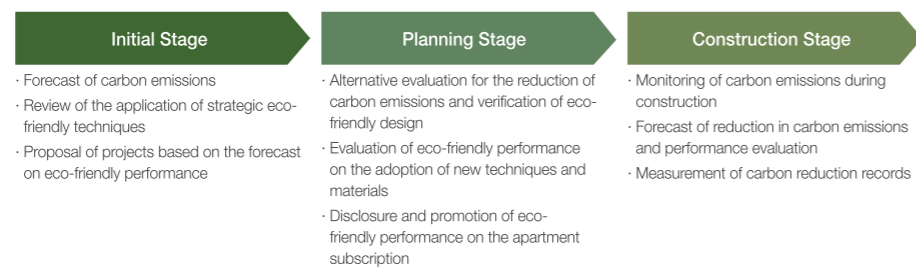 Initial Stage
· Forecast of carbon emissions
· Review of the application of strategic eco-
friendly techniques
· Proposal of projects based on the forecast
on eco-friendly performance
Planning Stage
· Alternative evaluation for the reduction of
carbon emissions and verification of eco-
friendly design
· Evaluation of eco-friendly performance
on the adoption of new techniques and
materials
· Disclosure and promotion of eco-
friendly performance on the apartment
subscription
Construction Stage
· Monitoring of carbon emissions during
construction
· Forecast of reduction in carbon emissions
and performance evaluation
· Measurement of carbon reduction records